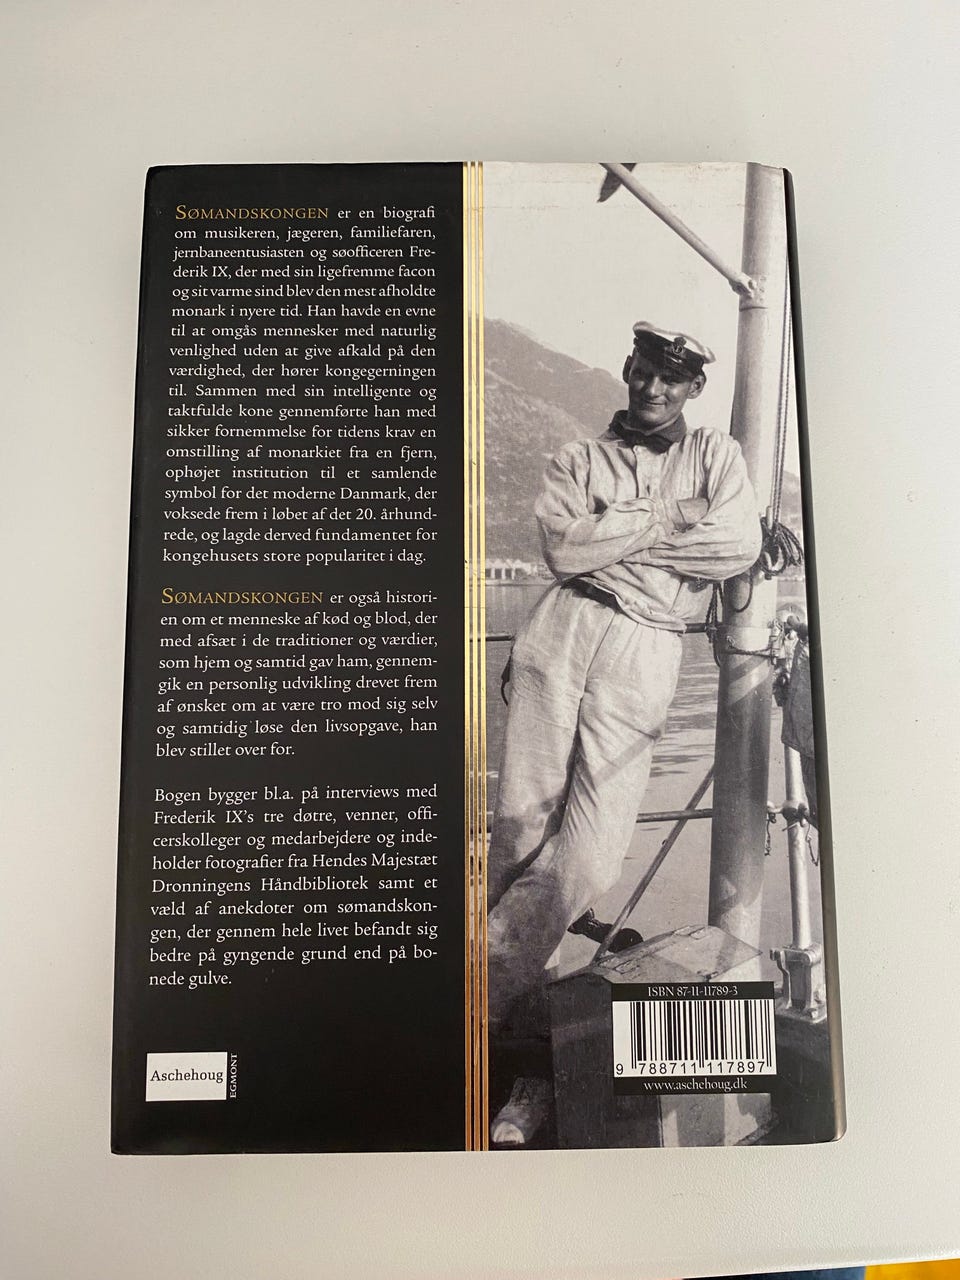 SØMANDSKONGEN er en biografi
om musikeren, jægeren, familiefaren,
jernbaneentusiasten og søofficeren Fre-
derik IX, der med sin ligefremme facon
og sit varme sind blev den mest afholdte
monark i nyere tid. Han havde en evne
til at omgås mennesker med naturlig
venlighed uden at give afkald på den
værdighed, der hører kongegerningen
til. Sammen med sin intelligente og
taktfulde kone gennemførte han med
sikker fornemmelse for tidens krav en
omstilling af monarkiet fra en fjern,
ophøjet institution til et samlende
symbol for det moderne Danmark, der
voksede frem i løbet af det 20. århund-
rede, og lagde derved fundamentet for
kongehusets store popularitet i dag.
SØMANDSKONGEN er også histori-
en om et menneske af kød og blod, der
med afsæt i de traditioner og værdier,
som hjem og samtid gav ham, gennem-
gik en personlig udvikling drevet frem
af ønsket om at være tro mod sig selv
og samtidig løse den livsopgave, han
blev stillet over for.
Bogen bygger bl.a. på interviews med
Frederik IX's tre døtre, venner, offi-
cerskolleger og medarbejdere og inde-
holder fotografier fra Hendes Majestæt
Dronningens Håndbibliotek samt et
væld af anekdoter om sømandskon-
gen, der gennem hele livet befandt sig
bedre på gyngende grund end på bo-
nede gulve.
Aschehoug
EGMONT
ISBN 87-11-11789-3
9 788711 117897
www.aschehoug.dk